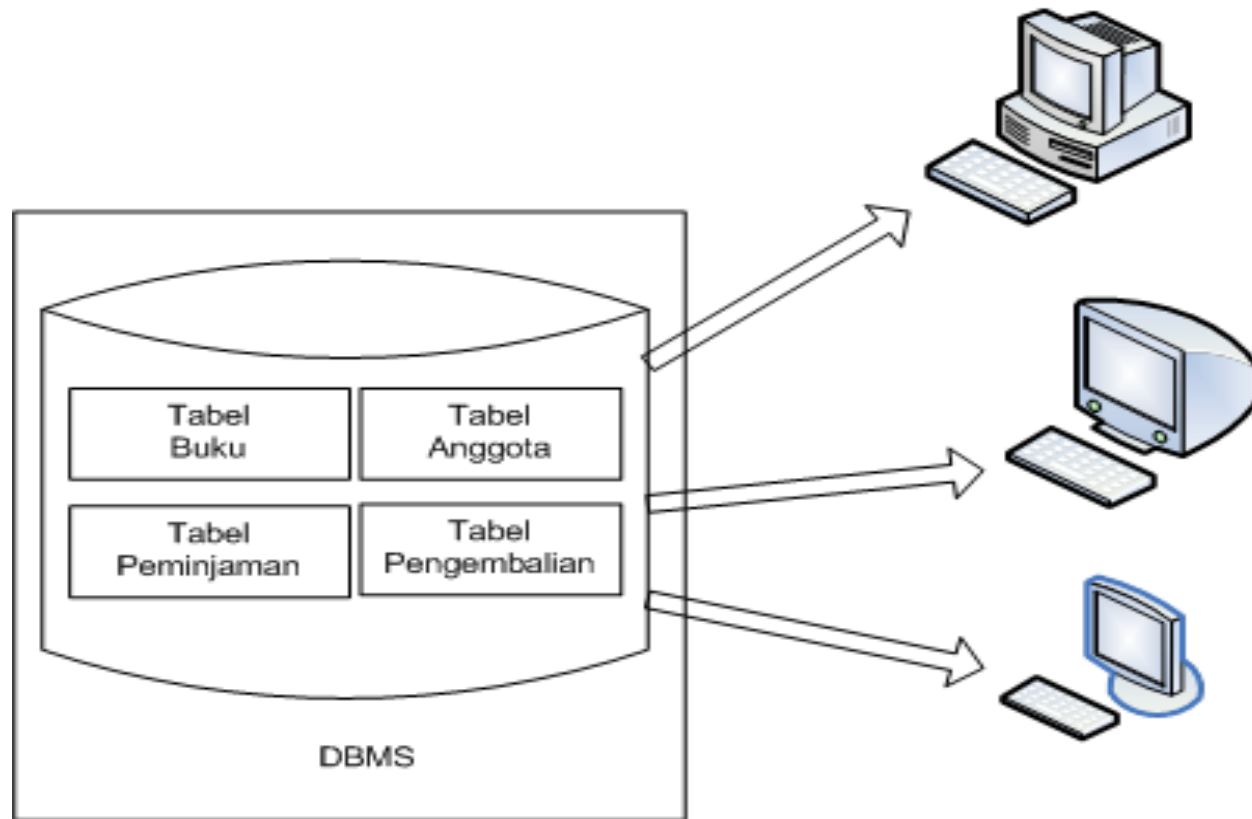 Tabel
Buku
Tabel
Anggota
Tabel
Peminjaman
Tabel
Pengembalian
DBMS